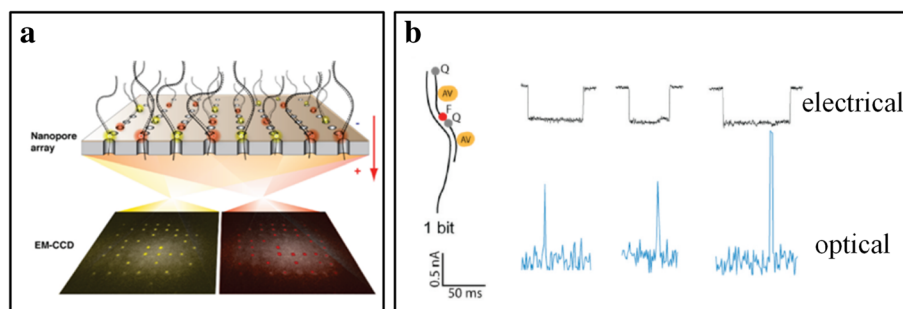 a
Nanopore
array
-
+
EM-CCD
b
Q
AV
F
Q
AV
1 bit
0.5 nA
50 ms
electrical
optical